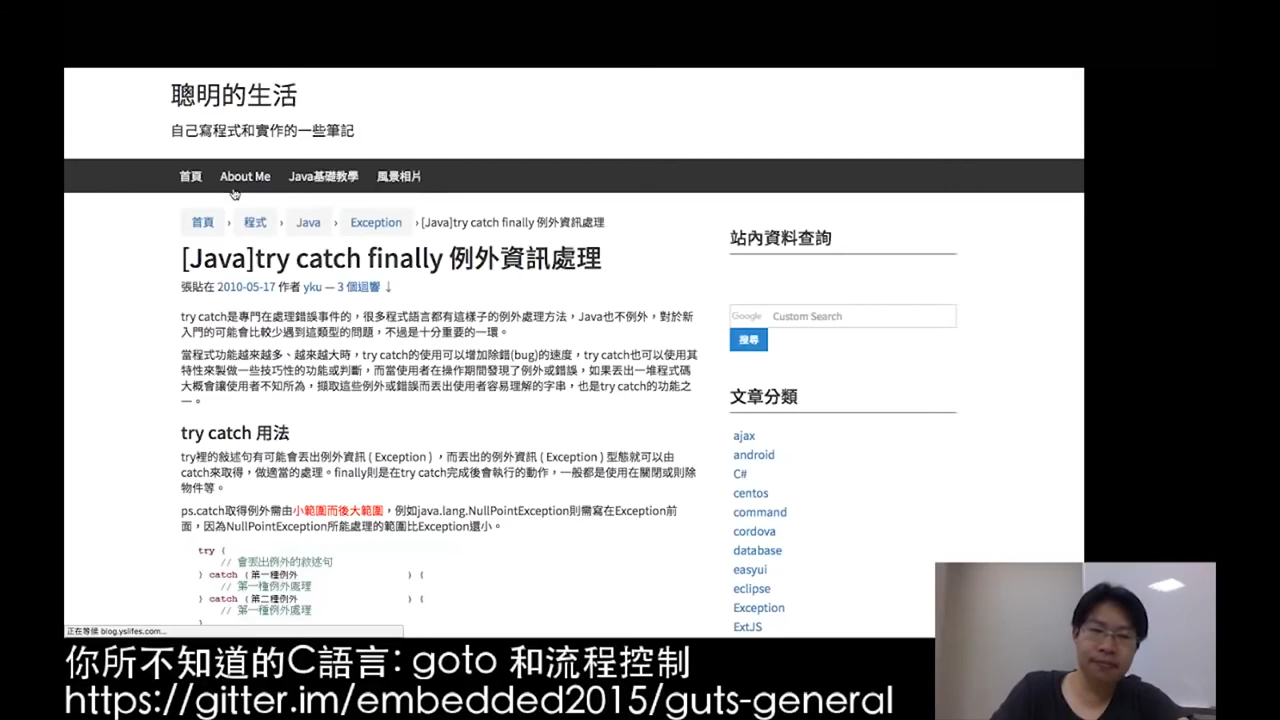 聰明的生活
自己寫程式和實作的一些筆記
首頁 About Me Java基礎教學 風景相片
首頁 › 程式 › Java › Exception › [Java]try catch finally 例外資訊處理
[Java]try catch finally 例外資訊處理
張貼在 2010-05-17 作者 yku — 3 個迴響 ↓
try catch是專門在處理錯誤事件的，很多程式語言都有這樣子的例外處理方法，Java也不例外，對於新
入門的可能會比較少遇到這類型的問題，不過是十分重要的一環。
當程式功能越來越多、越來越大時，try catch的使用可以增加除錯(bug)的速度，try catch也可以使用其
特性來製做一些技巧性的功能或判斷，而當使用者在操作期間發現了例外或錯誤，如果丟出一堆程式碼
大概會讓使用者不知所為，擷取這些例外或錯誤而丟出使用者容易理解的字串，也是try catch的功能之
一。
try catch 用法
try裡的敍述句有可能會丟出例外資訊 ( Exception ) ，而丟出的例外資訊 ( Exception ) 型態就可以由
catch來取得，做適當的處理。finally則是在try catch完成後會執行的動作，一般都是使用在關閉或則除
物件等。
ps.catch取得例外需由小範圍而後大範圍，例如java.lang.NullPointException則需寫在Exception前
面，因為NullPointException所能處理的範圍比Exception還小。
try {
// 會丟出例外的敘述句
} catch (第一種例外 ) {
// 第一種例外處理
} catch (第二種例外 ) {
// 第一種例外處理
}
站內資料查詢
Google Custom Search
搜尋
文章分類
ajax
android
C#
centos
command
cordova
database
easyui
eclipse
Exception
ExtJS
正在等候 blog.yslifes.com...
你所不知道的C語言: goto 和流程控制
https://gitter.im/embedded2015/guts-general